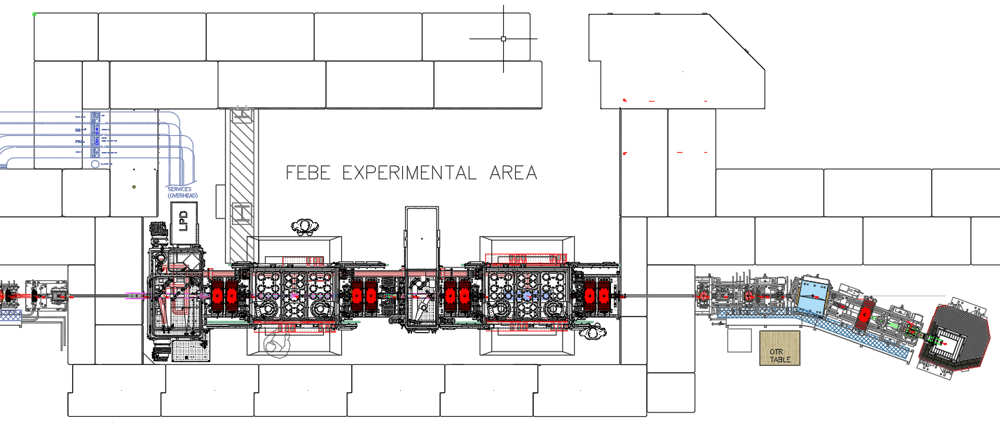 FEBE EXPERIMENTAL AREA
SERVICES
(OVERHEAD)
LPD
H
H
OTR
TABLE